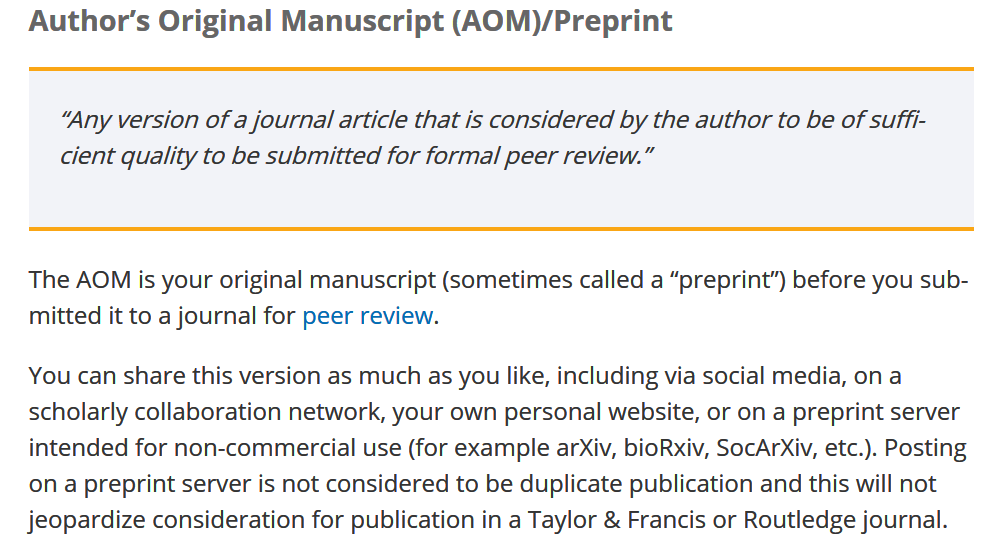 Author’s Original Manuscript (AOM)/Preprint
“Any version of a journal article that is considered by the author to be of suffi-
cient quality to be submitted for formal peer review.”
The AOM is your original manuscript (sometimes called a “preprint”) before you sub-
mitted it to a journal for peer review.
You can share this version as much as you like, including via social media, on a
scholarly collaboration network, your own personal website, or on a preprint server
intended for non-commercial use (for example arXiv, bioRxiv, SocArXiv, etc.). Posting
on a preprint server is not considered to be duplicate publication and this will not
jeopardize consideration for publication in a Taylor & Francis or Routledge journal.